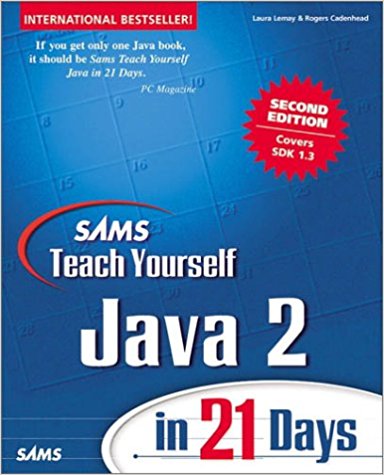 INTERNATIONAL BESTSELLER!
Laura Lemay & Rogers Cadenhead
If you get only one Java book,
it should be Sams Teach Yourself
Java in 21 Days.
PC Magazine
SECOND
EDITION
Covers
SDK 1.3
SAMS
Teach Yourself
Java 2
in 21 Days
SAMS